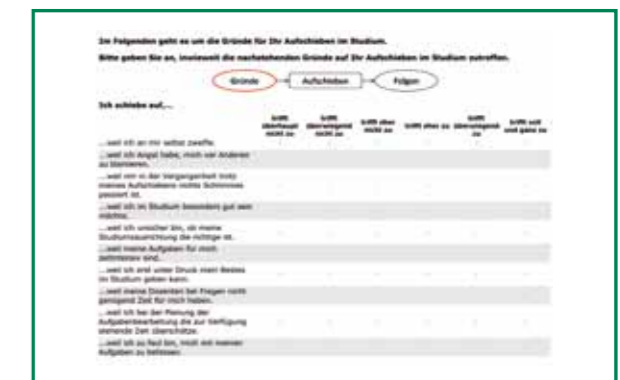 Im Folgenden geht es um die Gründe für Ihr Aufschieben im Studium.
Bitte geben Sie an, inwieweit die nachstehenden Gründe auf Ihr Aufschieben im Studium zutreffen.
Gründe Aufschieben Folgen
Ich schiebe auf,...
trifft überhaupt nicht zu
trifft überwiegend nicht zu
trifft eher nicht zu
trifft eher zu
trifft überwiegend zu
trifft voll und ganz zu
...weil ich an mir selbst zweifle.
...weil ich Angst habe, mich vor Anderen
zu blamieren.
...weil mir in der Vergangenheit trotz
meines Aufschiebens nichts Schlimmes
passiert ist.
...weil ich im Studium besonders gut sein
möchte.
...weil ich unsicher bin, ob meine
Studienausrichtung die richtige ist.
...weil meine Aufgaben für mich
sind.
...weil ich erst unter Druck mein Bestes
im Studium geben kann.
...weil meine Dozenten bei Fragen nicht
genügend Zeit für mich haben.
...weil ich bei der Planung der
Aufgabenbearbeitung die zur Verfügung
stehende Zeit überschätze.
...weil ich zu faul bin, mich mit meinen
Aufgaben zu befassen.